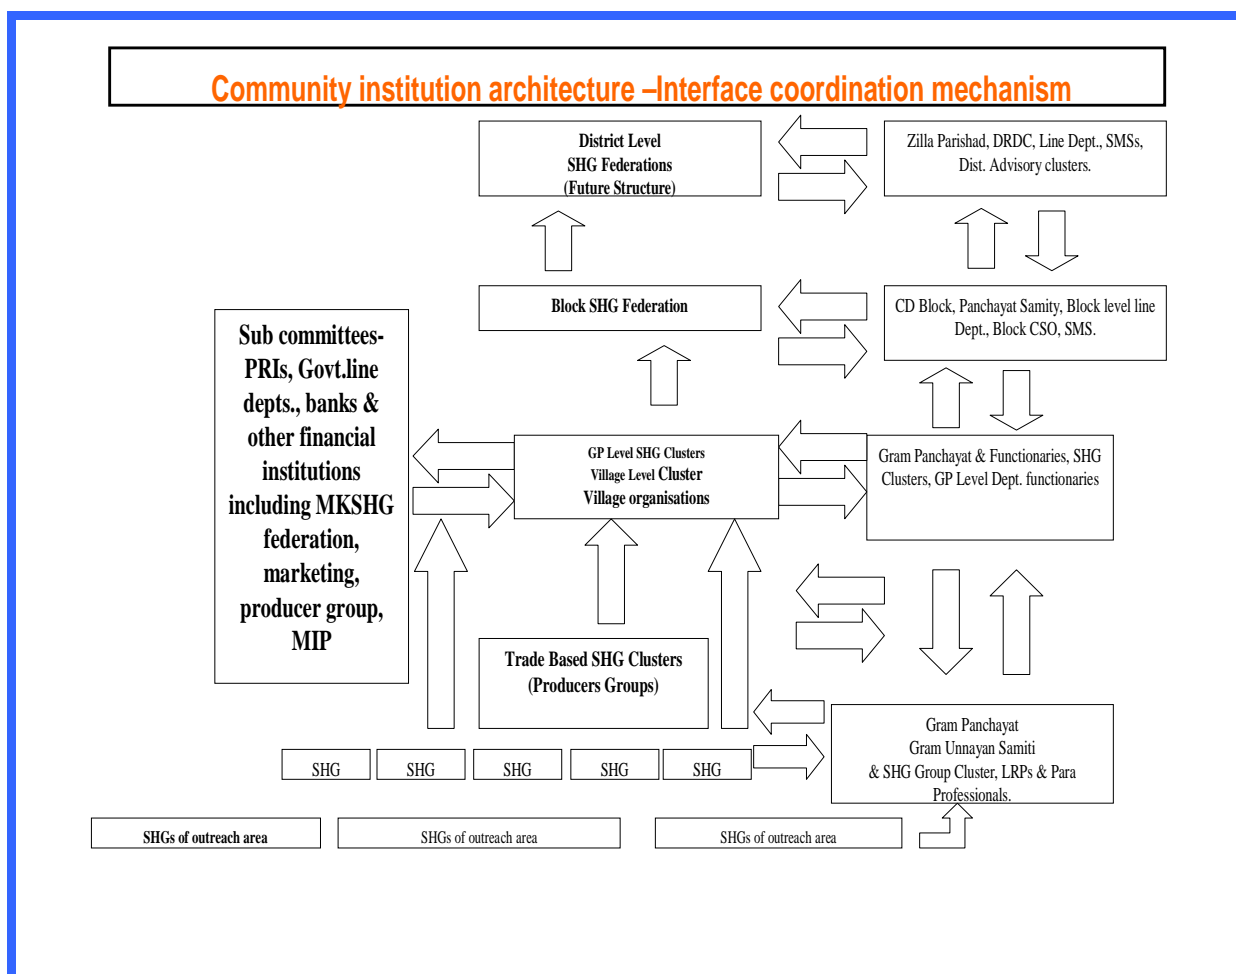 Community institution architecture –Interface coordination mechanism
District Level
SHG Federations
(Future Structure)
Zilla Parishad, DRDC, Line Dept., SMSs,
Dist. Advisory clusters.
Block SHG Federation
CD Block, Panchayat Samity, Block level line
Dept., Block CSO, SMS.
Sub committees-
PRIs, Govt.line
depts., banks &
other financial
institutions
including MKSHG
federation,
marketing,
producer group,
MIP
GP Level SHG Clusters
Village Level Cluster
Village organisations
Gram Panchayat & Functionaries, SHG
Clusters, GP Level Dept. functionaries
Trade Based SHG Clusters
(Producers Groups)
Gram Panchayat
Gram Unnayan Samiti
& SHG Group Cluster, LRPs & Para
Professionals.
SHG
SHG
SHG
SHG
SHG
SHGs of outreach area
SHGs of outreach area
SHGs of outreach area